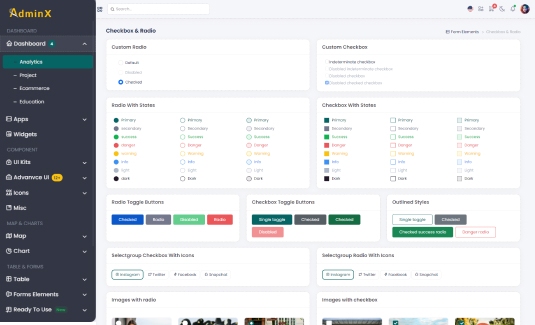 AdminX
Search...
DASHBOARD
Dashboard 4
Analytics
Project
Ecommerce
Education
Apps
Widgets
COMPONENT
UI Kits
Advance UI
Icons
Misc
MAP & CHARTS
Map
Chart
TABLE & FORMS
Table
Forms Elements
Ready To Use
Checkbox & Radio
Form Elements
Checkbox & Radio
Custom Radio
Default
Disabled
Checked
Custom Checkbox
Indeterminate checkbox
Disabled indeterminate checkbox
Disabled checkbox
Disabled checked checkbox
Radio With States
Primary Primary Primary
Secondary Secondary Secondary
Success Success Success
Danger Danger Danger
Warning Warning Warning
Info Info Info
Light Light Light
Dark Dark Dark
Checkbox With States
Primary Primary Primary
Secondary Secondary Secondary
Success Success Success
Danger Danger Danger
Warning Warning Warning
Info Info Info
Light Light Light
Dark Dark Dark
Radio Toggle Buttons
Checked Radio Disabled Radio
Checkbox Toggle Buttons
Single toggle Checked Checked
Disabled
Outlined Styles
Single toggle Checked
Checked success radio Danger radio
Selectgroup Checkbox With Icons
Instagram Twitter Facebook Snapchat
Selectgroup Radio With Icons
Instagram Twitter Facebook Snapchat
Images with radio
Images with checkbox